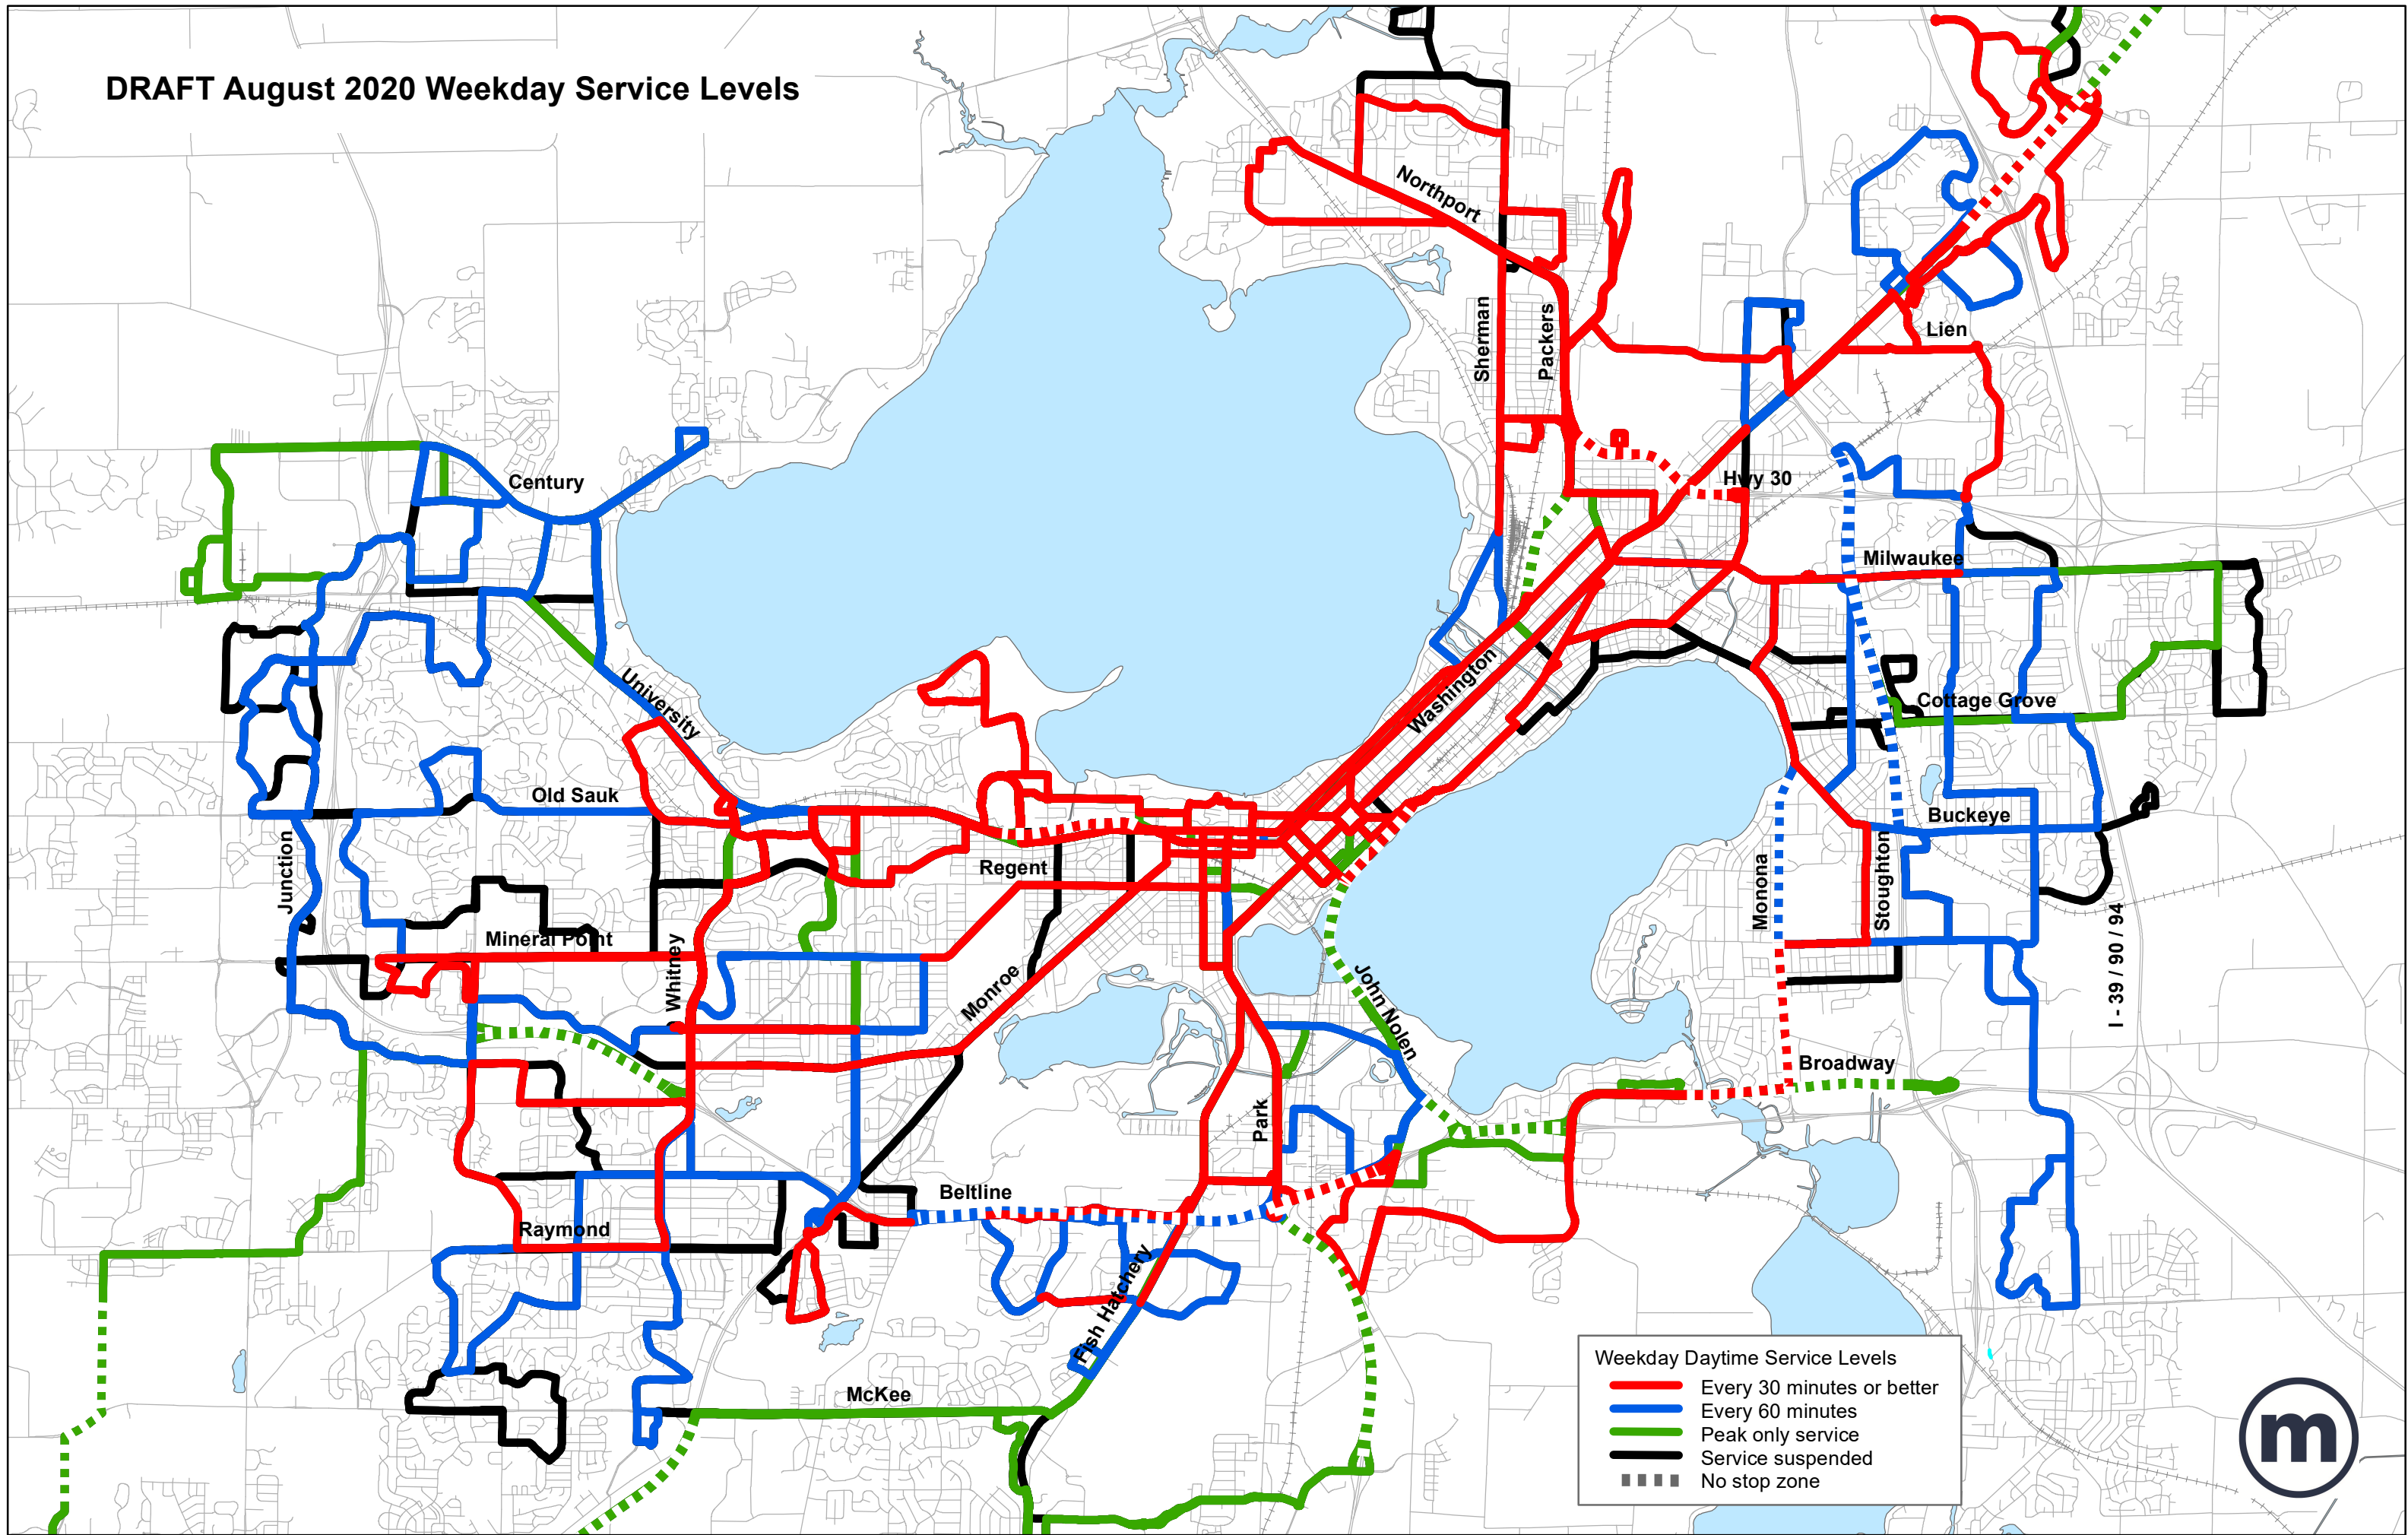 DRAFT August 2020 Weekday Service Levels
Northport
Sherman
Packers
Lien
Century
Hwy 30
Milwaukee
University
Washington
Cottage Grove
Old Sauk
Buckeye
Junction
Regent
Monona
Stoughton
Mineral Point
Whitney
Monroe
John Nolen
I - 39 / 90 / 94
Broadway
Park
Beltline
Raymond
Fish Hatchery
McKee
Weekday Daytime Service Levels
Every 30 minutes or better
Every 60 minutes
Peak only service
Service suspended
No stop zone
m